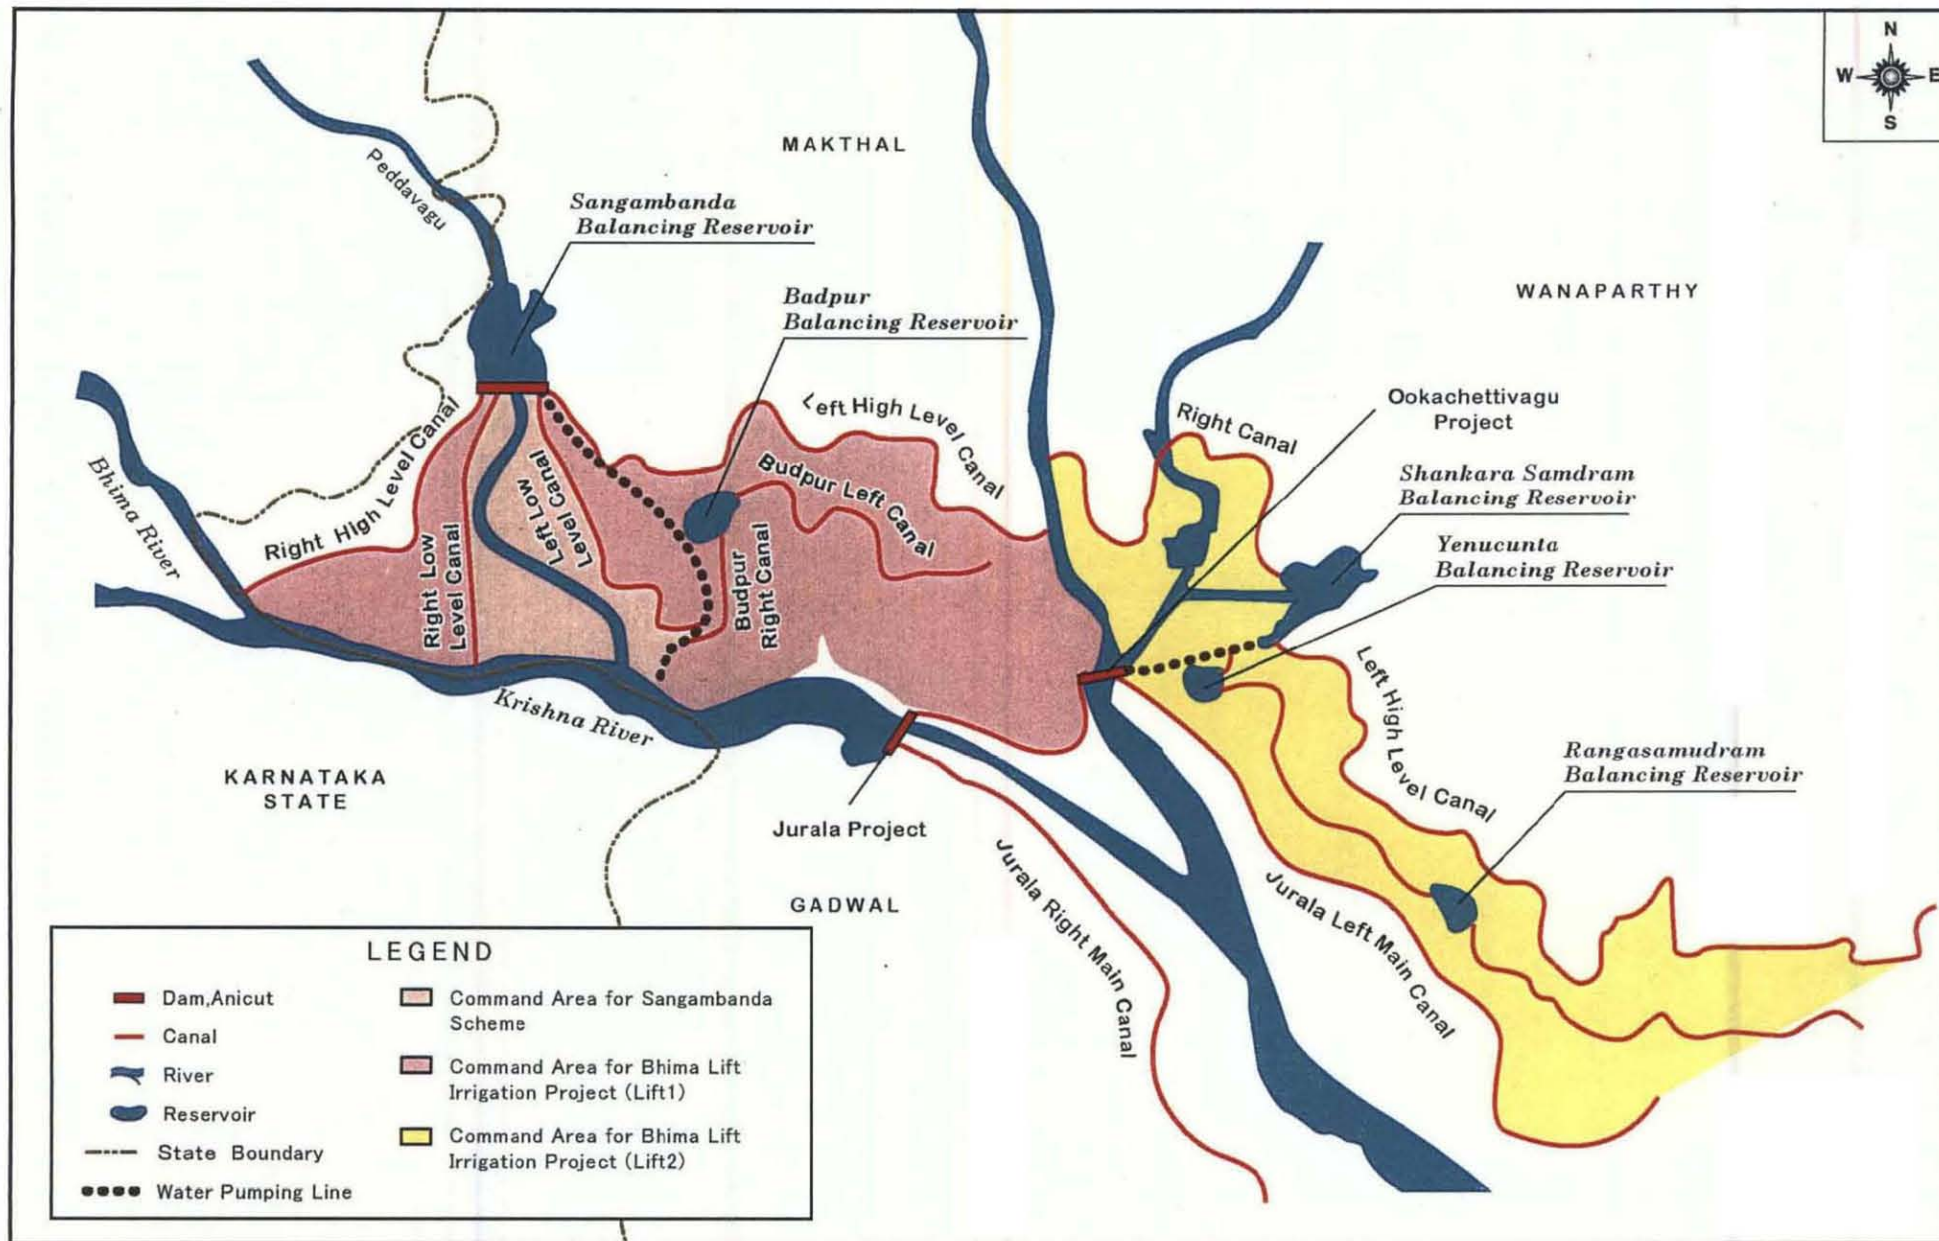 N
W E
S
MAKTHAL
Peddavagu
Sangambanda
Balancing Reservoir
Badpur
Balancing Reservoir
WANAPARTHY
Ookachettivagu
Project
Left High Level Canal
Right Canal
Shankara Samdram
Balancing Reservoir
Yenucunta
Balancing Reservoir
Bhima River
Right High Level Canal
Right Low
Level Canal
Left Low
Level Canal
Budpur Left Canal
Budpur
Right Canal
Krishna River
Left High Level Canal
Rangasamudram
Balancing Reservoir
KARNATAKA
STATE
Jurala Project
GADWAL
Jurala Right Main Canal
Jurala Left Main Canal
LEGEND
Dam,Anicut
Canal
River
Reservoir
State Boundary
Water Pumping Line
Command Area for Sangambanda
Scheme
Command Area for Bhima Lift
Irrigation Project (Lift1)
Command Area for Bhima Lift
Irrigation Project (Lift2)